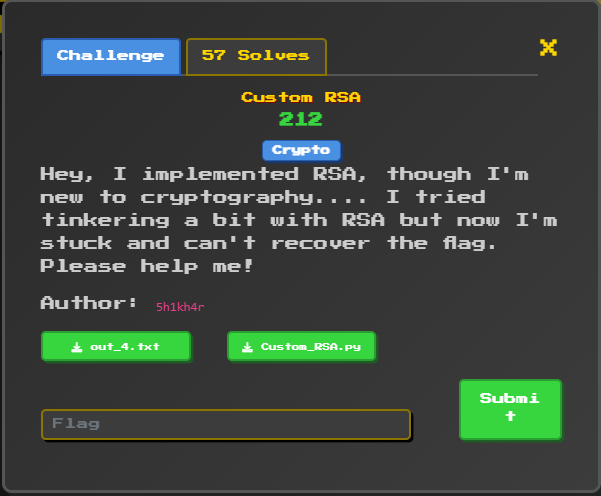 Challenge
57 Solves
X
Custom RSA
212
Crypto
Hey, I implemented RSA, though I'm
new to cryptography.... I tried
tinkering a bit with RSA but now I'm
stuck and can't recover the flag.
Please help me!
Author: 5h1kh4r
out_4.txt
Custom_RSA.py
Flag
Submi
t